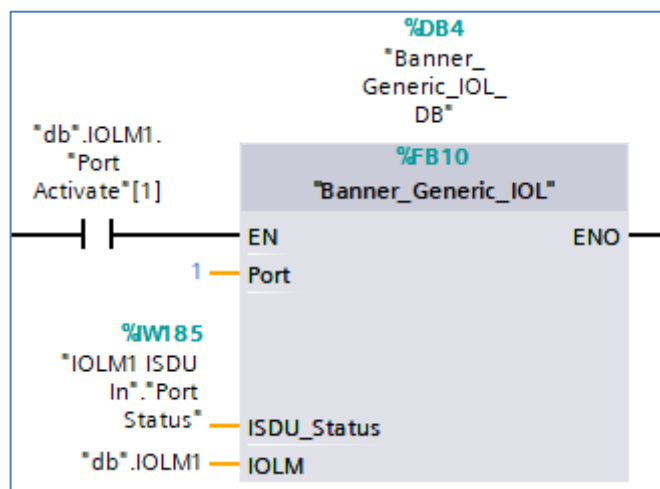 %DB4
"Banner_
Generic_IOL_
DB"
"db".IOLM1.
"Port
Activate"[1]
%FB10
"Banner_Generic_IOL"
EN
ENO
1
Port
%IW185
"IOLM1 ISDU
In"."Port
Status"
ISDU_Status
"db".IOLM1
IOLM